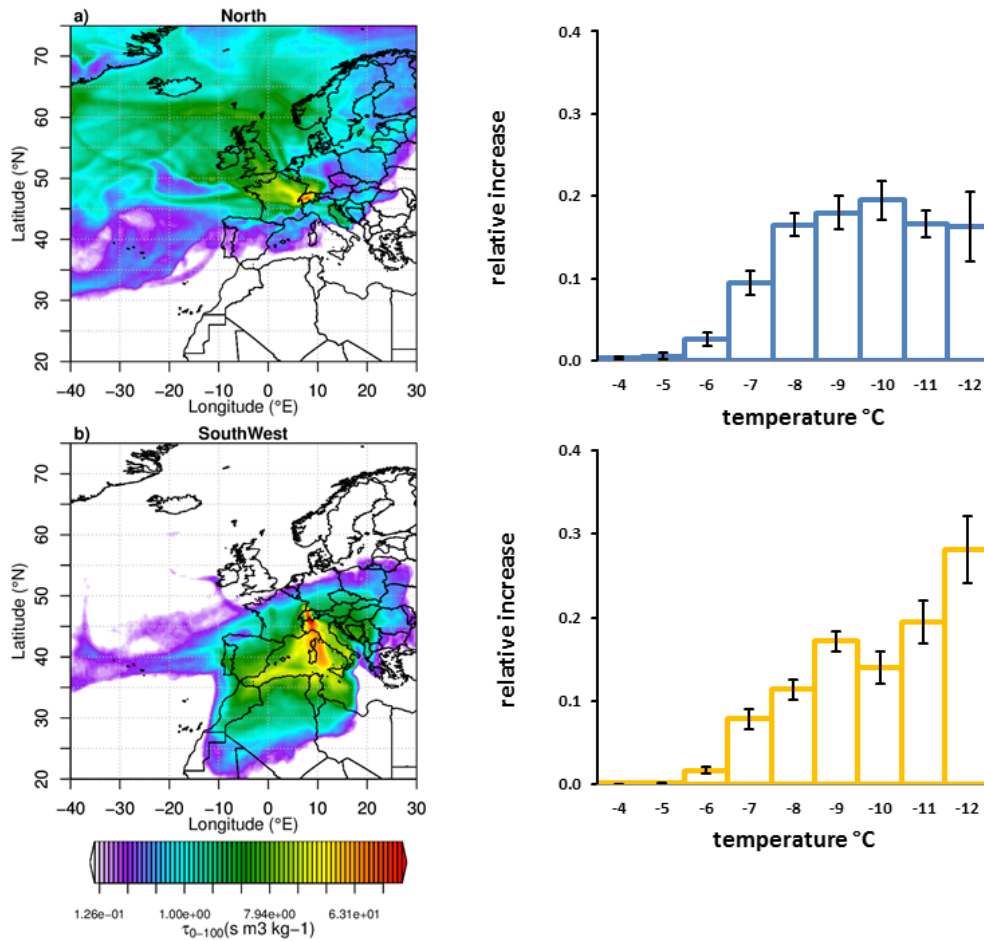 a) North
70
60
50
40
30
20
Latitude (°N)
−40 −30 −20 −10 0 10 20 30
Longitude (°E)
0.4
0.3
0.2
0.1
0.0
relative increase
-4 -5 -6 -7 -8 -9 -10 -11 -12
temperature °C
b) SouthWest
70
60
50
40
30
20
Latitude (°N)
−40 −30 −20 −10 0 10 20 30
Longitude (°E)
0.4
0.3
0.2
0.1
0.0
relative increase
-4 -5 -6 -7 -8 -9 -10 -11 -12
temperature °C
1.26e−01 1.00e+00 7.94e+00 6.31e+01
τ0−100(s m3 kg−1)